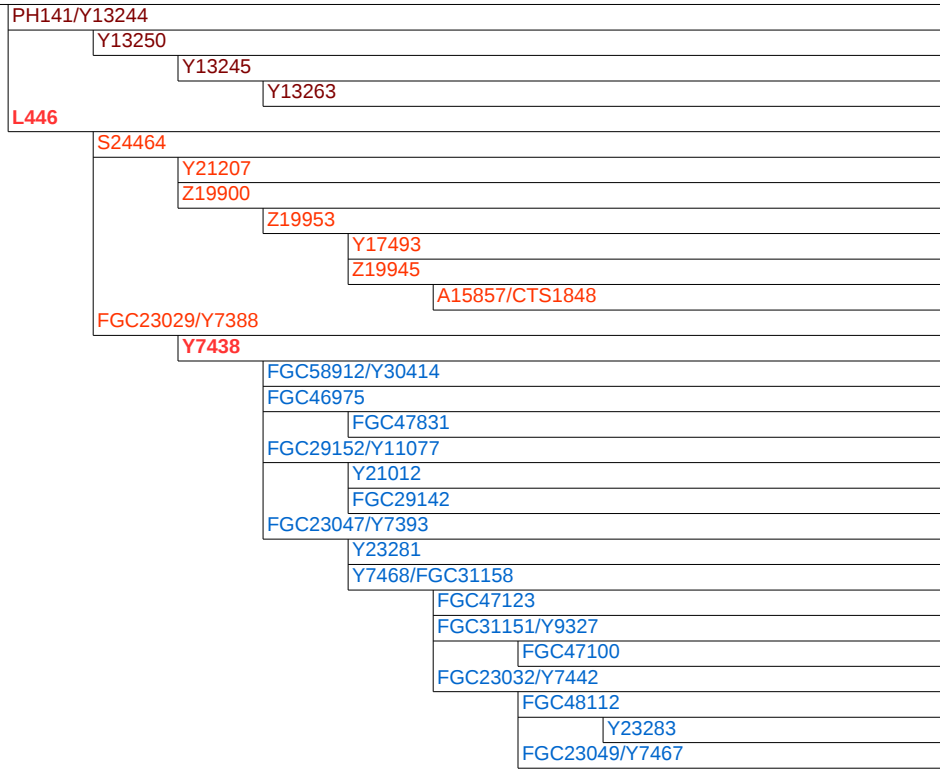 PH141/Y13244
Y13250
Y13245
Y13263
L446
S24464
Y21207
Z19900
Z19953
Y17493
Z19945
A15857/CTS1848
FGC23029/Y7388
Y7438
FGC58912/Y30414
FGC46975
FGC47831
FGC29152/Y11077
Y21012
FGC29142
FGC23047/Y7393
Y23281
Y7468/FGC31158
FGC47123
FGC31151/Y9327
FGC47100
FGC23032/Y7442
FGC48112
Y23283
FGC23049/Y7467